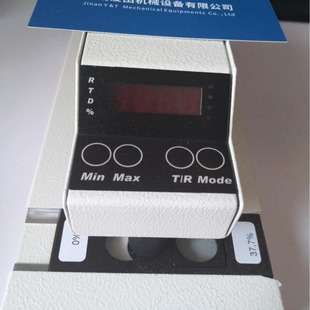 山机械设备有限公司
Jinan Y&T Mechanical Equipments Co.,Ltd
R
T
D
%
Min Max T/R Mode
0%
37.7%